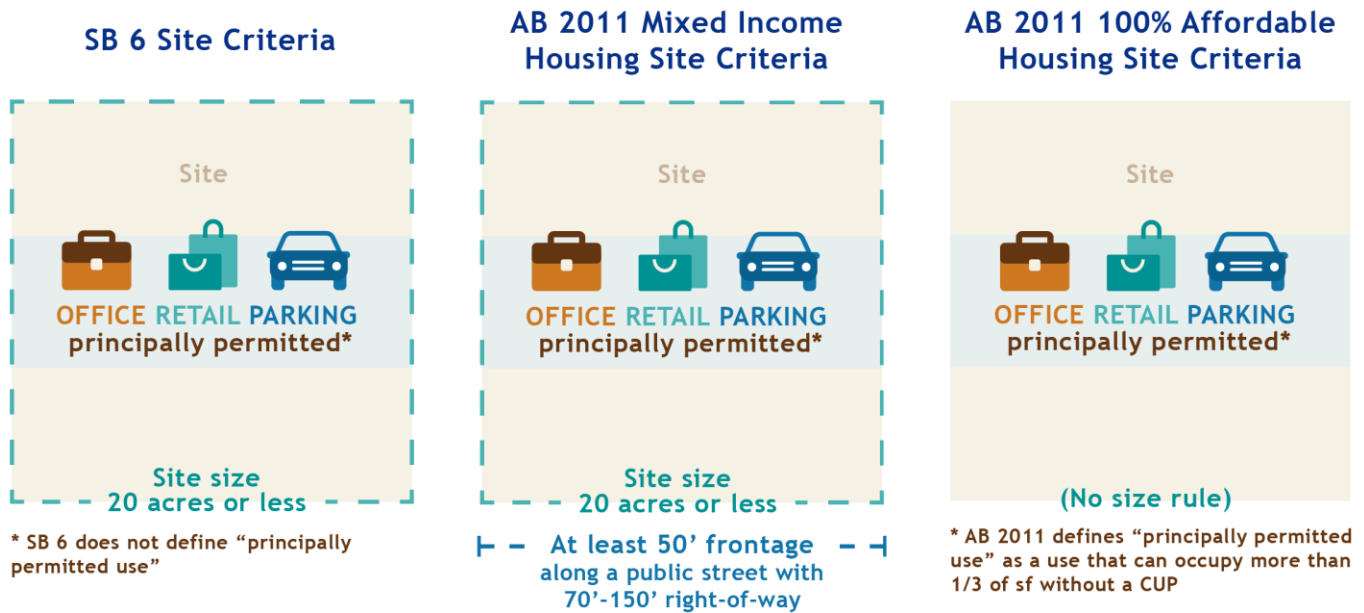 SB 6 Site Criteria
Site
OFFICE RETAIL PARKING
principally permitted*
Site size
20 acres or less
* SB 6 does not define “principally
permitted use”
AB 2011 Mixed Income
Housing Site Criteria
Site
OFFICE RETAIL PARKING
principally permitted*
Site size
20 acres or less
At least 50’ frontage
along a public street with
70’-150’ right-of-way
AB 2011 100% Affordable
Housing Site Criteria
Site
OFFICE RETAIL PARKING
principally permitted*
(No size rule)
* AB 2011 defines “principally permitted
use” as a use that can occupy more than
1/3 of sf without a CUP